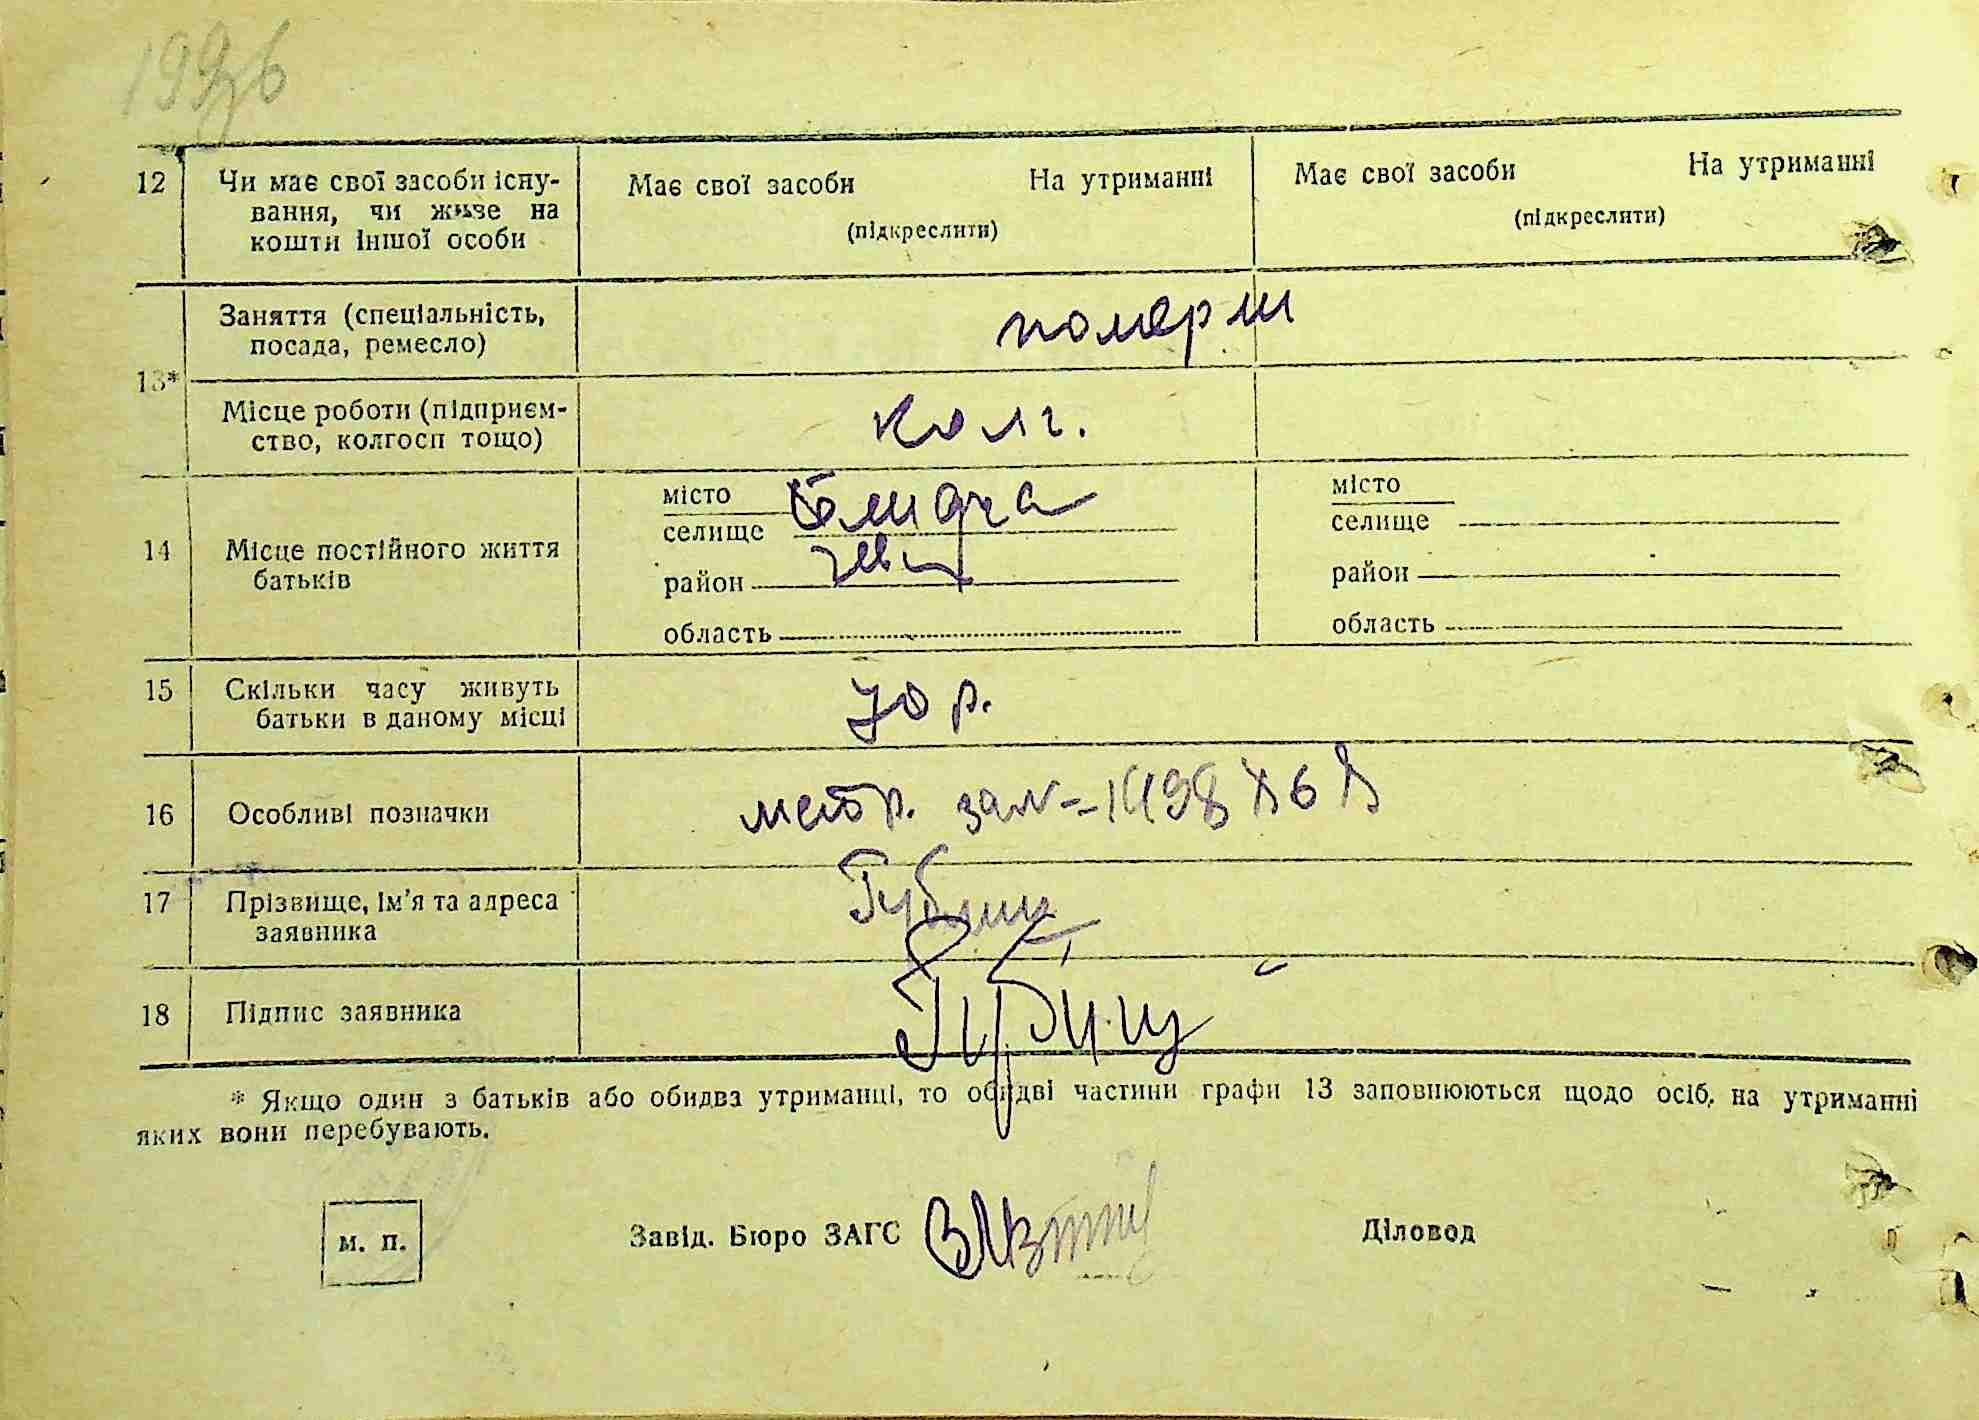 12 Чи має свої засоби існу- Має свої засоби На утриманні Має свої засоби На утриманні
вання, чи живе на (підкреслити) (підкреслити)
кошти іншої особи
13* Заняття (спеціальність, померли
посада, ремесло)
Місце роботи (підприєм- колг.
ство, колгосп тощо)
14 Місце постійного життя батьків
місто місто
селище селище
район район
область область
15 Скільки часу живуть 70 р.
батьки в даному місці
16 Особливі позначки
17 Прізвище, ім'я та адреса
заявника
18 Підпис заявника
* Якщо один з батьків або обидва утриманці, то обидві частини графи 13 заповнюються щодо осіб, на утриманні
яких вони перебувають.
м. п. Завід. Бюро ЗАГС Діловод